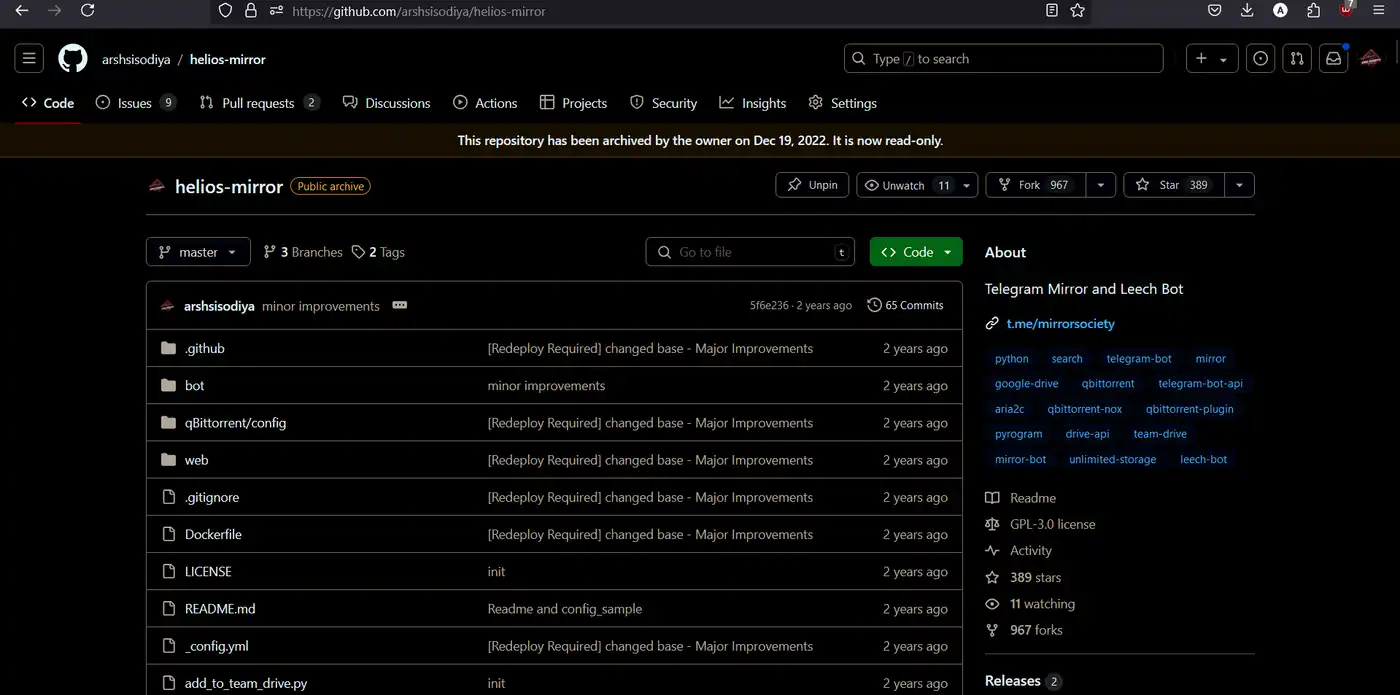 https://github.com/arshsisodiya/helios-mirror
A
7
arshsisodiya / helios-mirror
Type / to search
Code
Issues 9
Pull requests 2
Discussions
Actions
Projects
Security
Insights
Settings
This repository has been archived by the owner on Dec 19, 2022. It is now read-only.
helios-mirror Public archive
Unpin
Unwatch 11
Fork 967
Star 389
master
3 Branches
2 Tags
Go to file t
Code
arshsisodiya minor improvements 5f6e236 · 2 years ago 65 Commits
.github [Redeploy Required] changed base - Major Improvements 2 years ago
bot minor improvements 2 years ago
qBittorrent/config [Redeploy Required] changed base - Major Improvements 2 years ago
web [Redeploy Required] changed base - Major Improvements 2 years ago
.gitignore [Redeploy Required] changed base - Major Improvements 2 years ago
Dockerfile [Redeploy Required] changed base - Major Improvements 2 years ago
LICENSE init 2 years ago
README.md Readme and config_sample 2 years ago
_config.yml [Redeploy Required] changed base - Major Improvements 2 years ago
add_to_team_drive.py init 2 years ago
About
Telegram Mirror and Leech Bot
t.me/mirrorsociety
python search telegram-bot mirror
google-drive qbittorrent telegram-bot-api
aria2c qbittorrent-nox qbittorrent-plugin
pyrogram drive-api team-drive
mirror-bot unlimited-storage leech-bot
Readme
GPL-3.0 license
Activity
389 stars
11 watching
967 forks
Releases 2